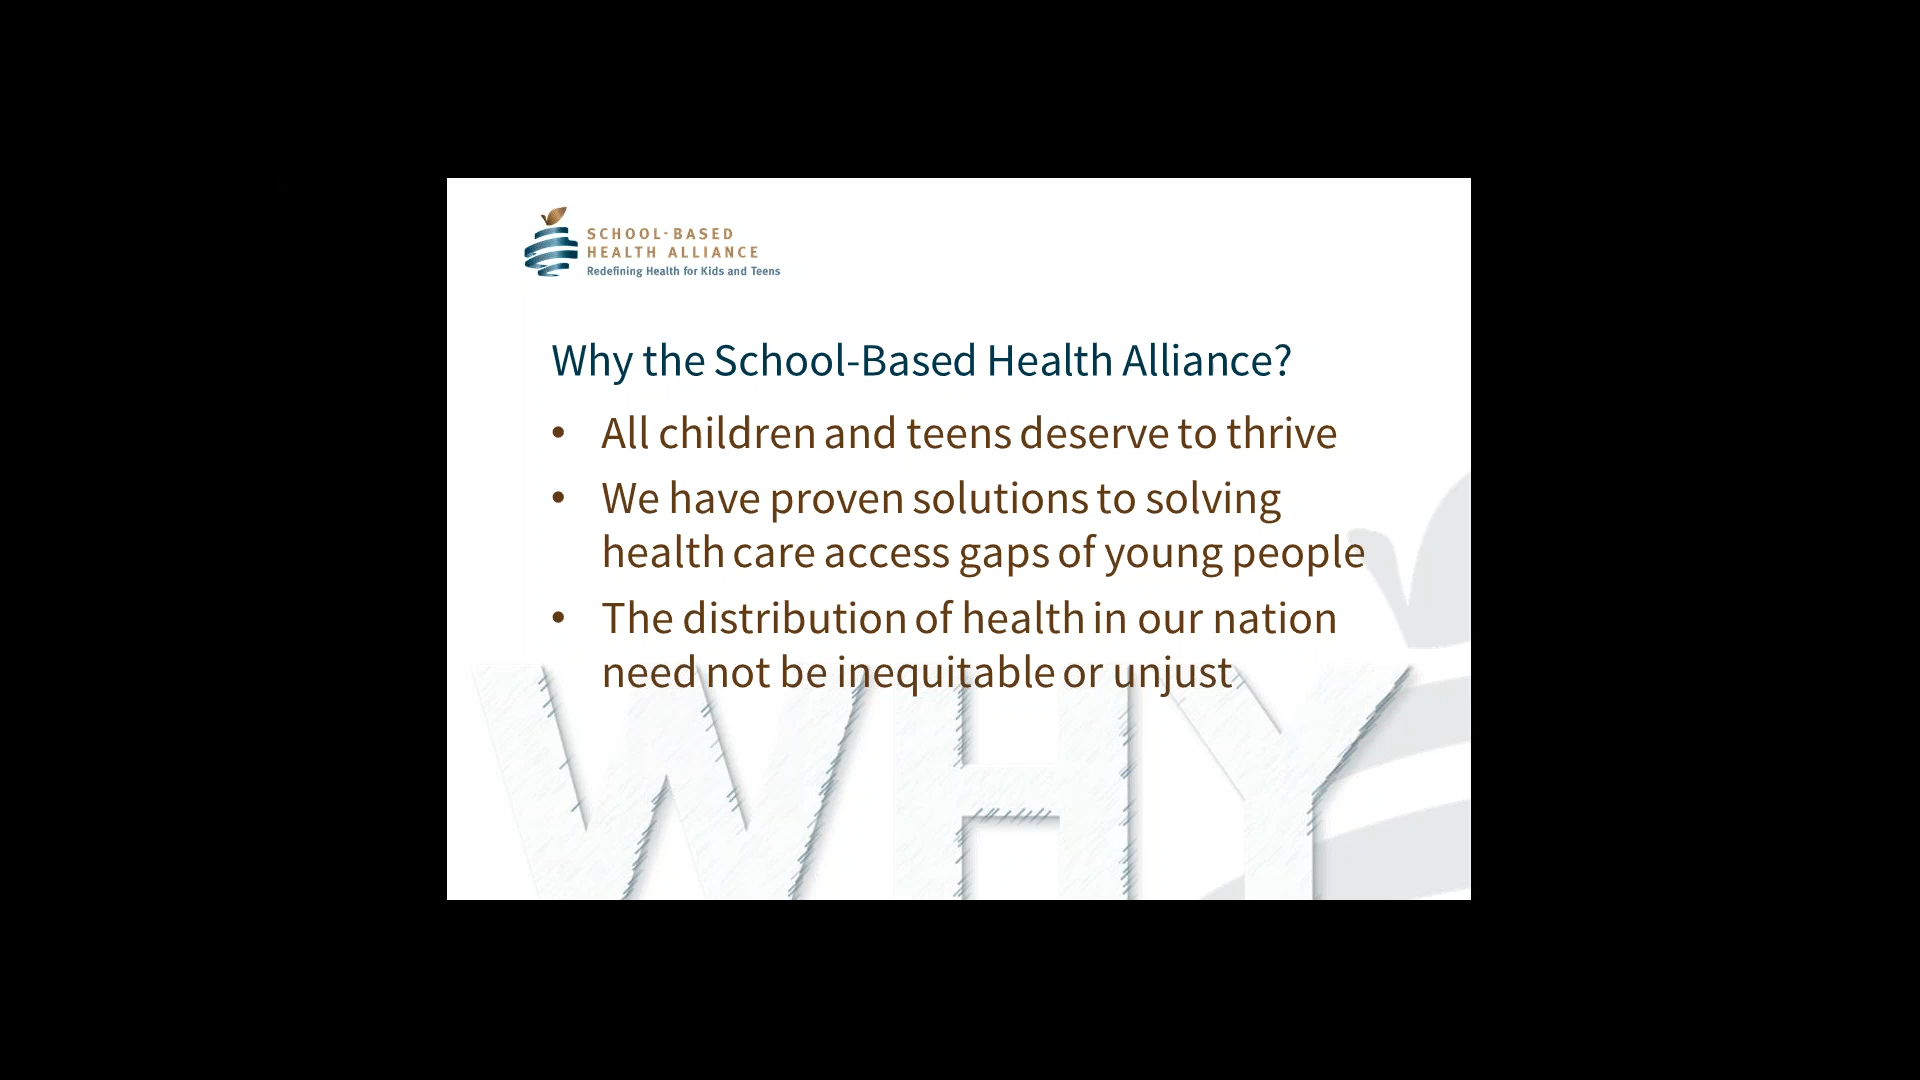 SCHOOL-BASED
HEALTH ALLIANCE
Redefining Health for Kids and Teens
Why the School-Based Health Alliance?
• All children and teens deserve to thrive
• We have proven solutions to solving
health care access gaps of young people
• The distribution of health in our nation
need not be inequitable or unjust
WHY